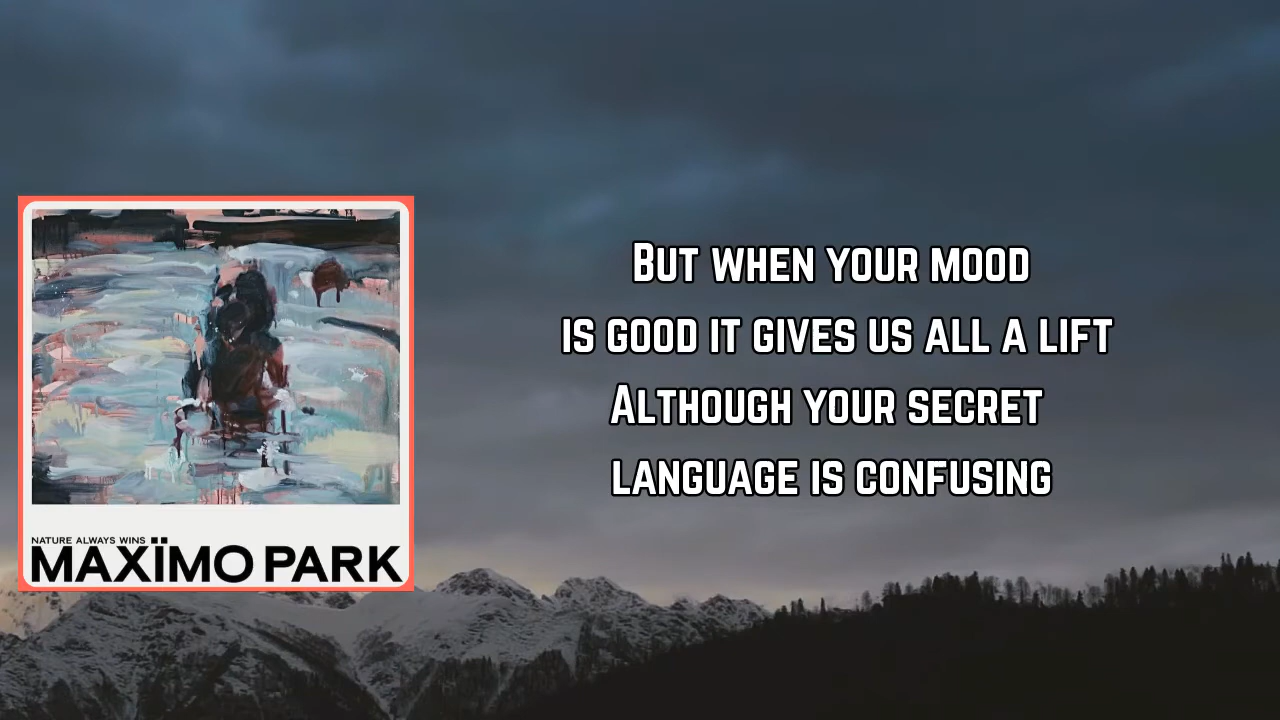 NATURE ALWAYS WINS
MAXÏMO PARK
But when your mood
is good it gives us all a lift
Although your secret
language is confusing